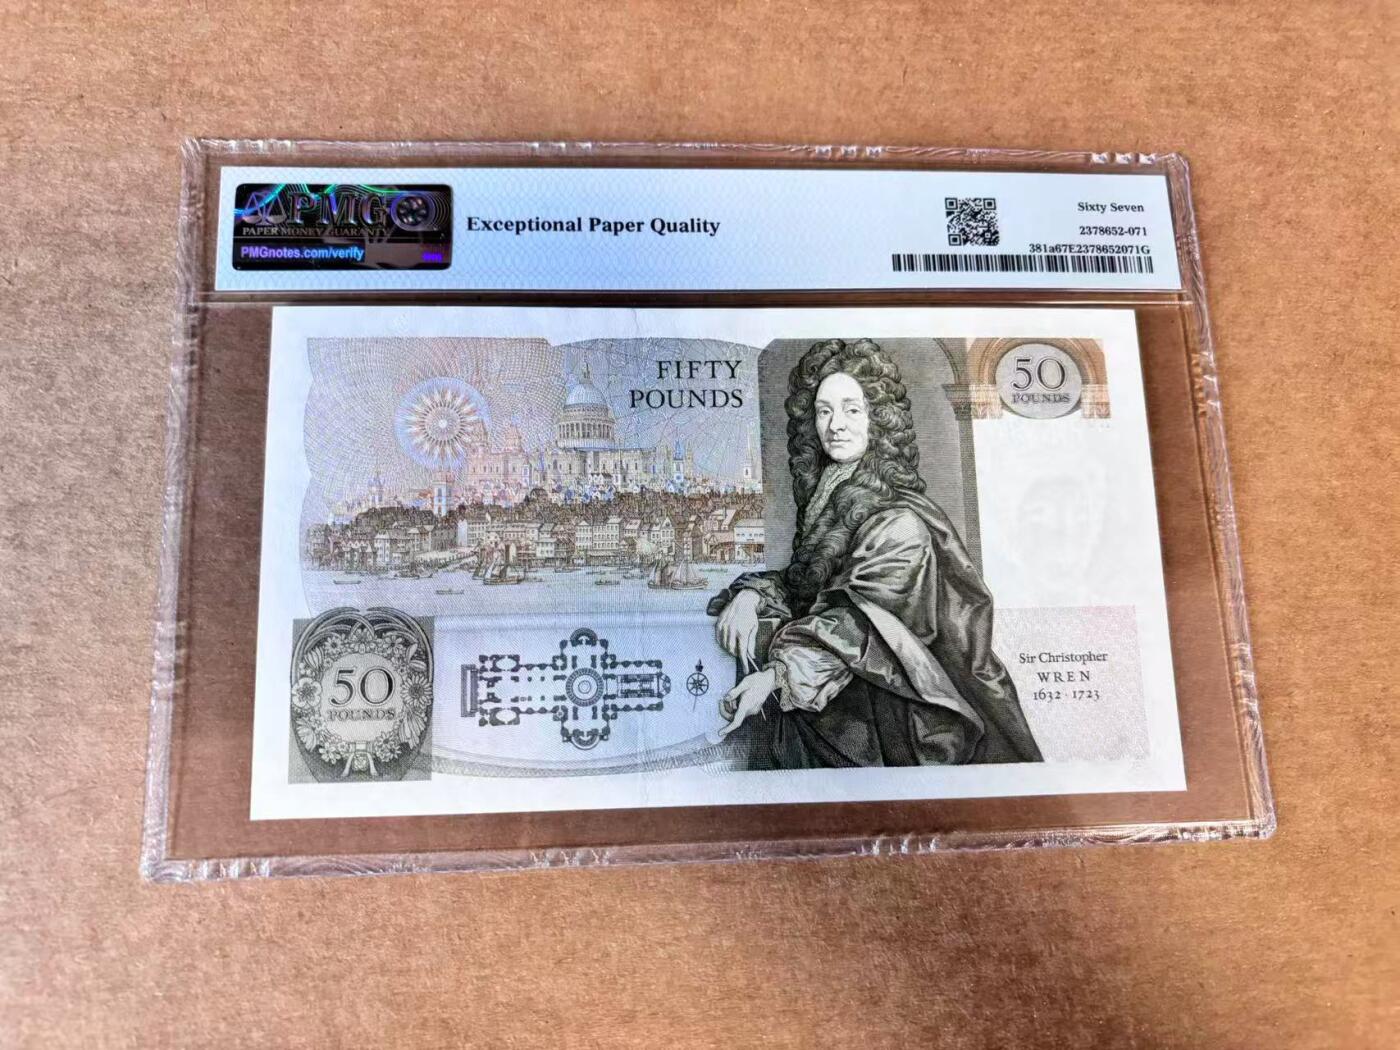 PMG
PAPER MONEY GUARANTY
PMGnotes.com/verify
Exceptional Paper Quality
Sixty Seven
2378652-071
381a67E2378652071G
FIFTY
POUNDS
50
POUNDS
50
POUNDS
Sir Christopher
WREN
1632 · 1723